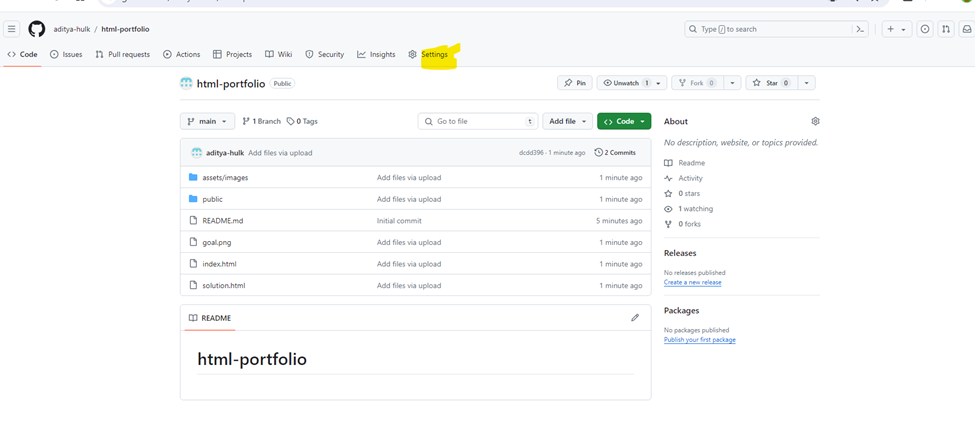 aditya-hulk / html-portfolio
Type / to search
Code Issues Pull requests Actions Projects Wiki Security Insights Settings
html-portfolio Public
Pin Unwatch 1 Fork 0 Star 0
main 1 Branch 0 Tags Go to file t Add file Code
About
No description, website, or topics provided.
aditya-hulk Add files via upload dcdd396 · 1 minute ago 2 Commits
Readme
assets/images Add files via upload 1 minute ago
Activity
0 stars
public Add files via upload 1 minute ago
1 watching
README.md Initial commit 5 minutes ago
0 forks
goal.png Add files via upload 1 minute ago
Releases
index.html Add files via upload 1 minute ago
No releases published
Create a new release
solution.html Add files via upload 1 minute ago
Packages
README
No packages published
Publish your first package
html-portfolio